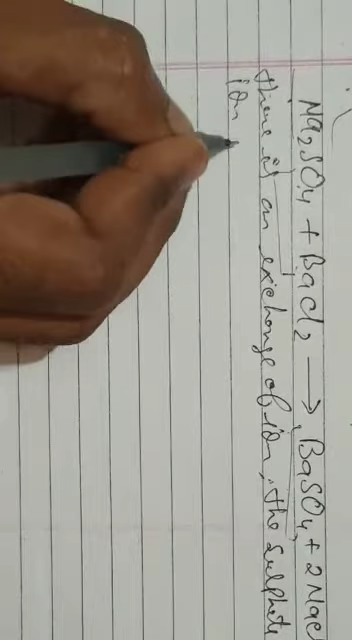 Na₂SO₄ + BaCl₂ → BaSO₄ + 2NaCl
there is an exchange of ion, the sulphate
ion